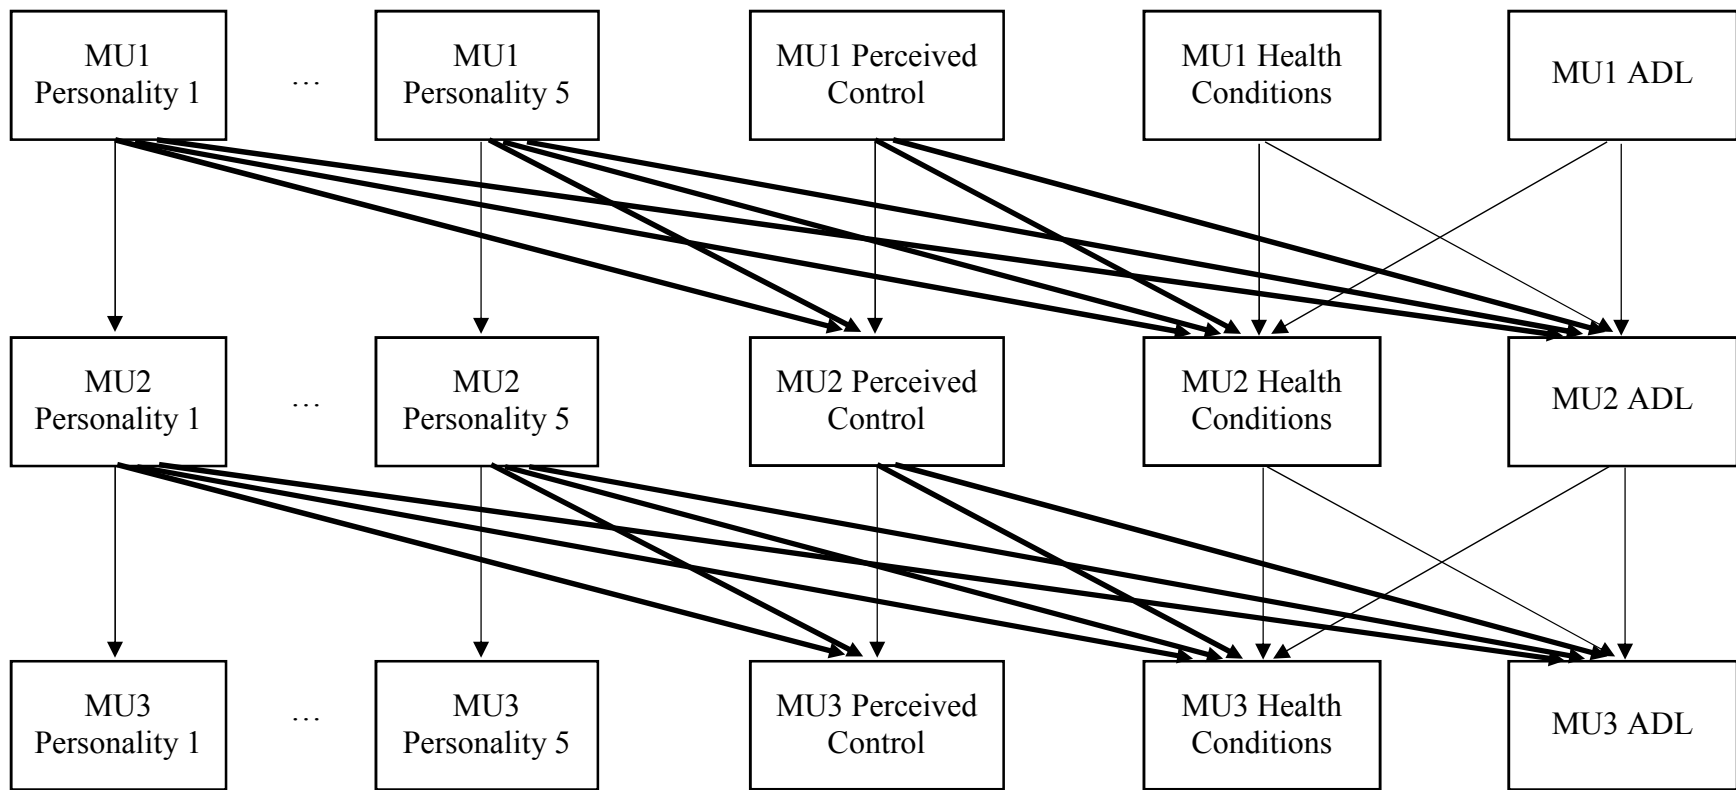 MU1
Personality 1
…
MU1
Personality 5
MU1 Perceived
Control
MU1 Health
Conditions
MU1 ADL
MU2
Personality 1
…
MU2
Personality 5
MU2 Perceived
Control
MU2 Health
Conditions
MU2 ADL
MU3
Personality 1
…
MU3
Personality 5
MU3 Perceived
Control
MU3 Health
Conditions
MU3 ADL